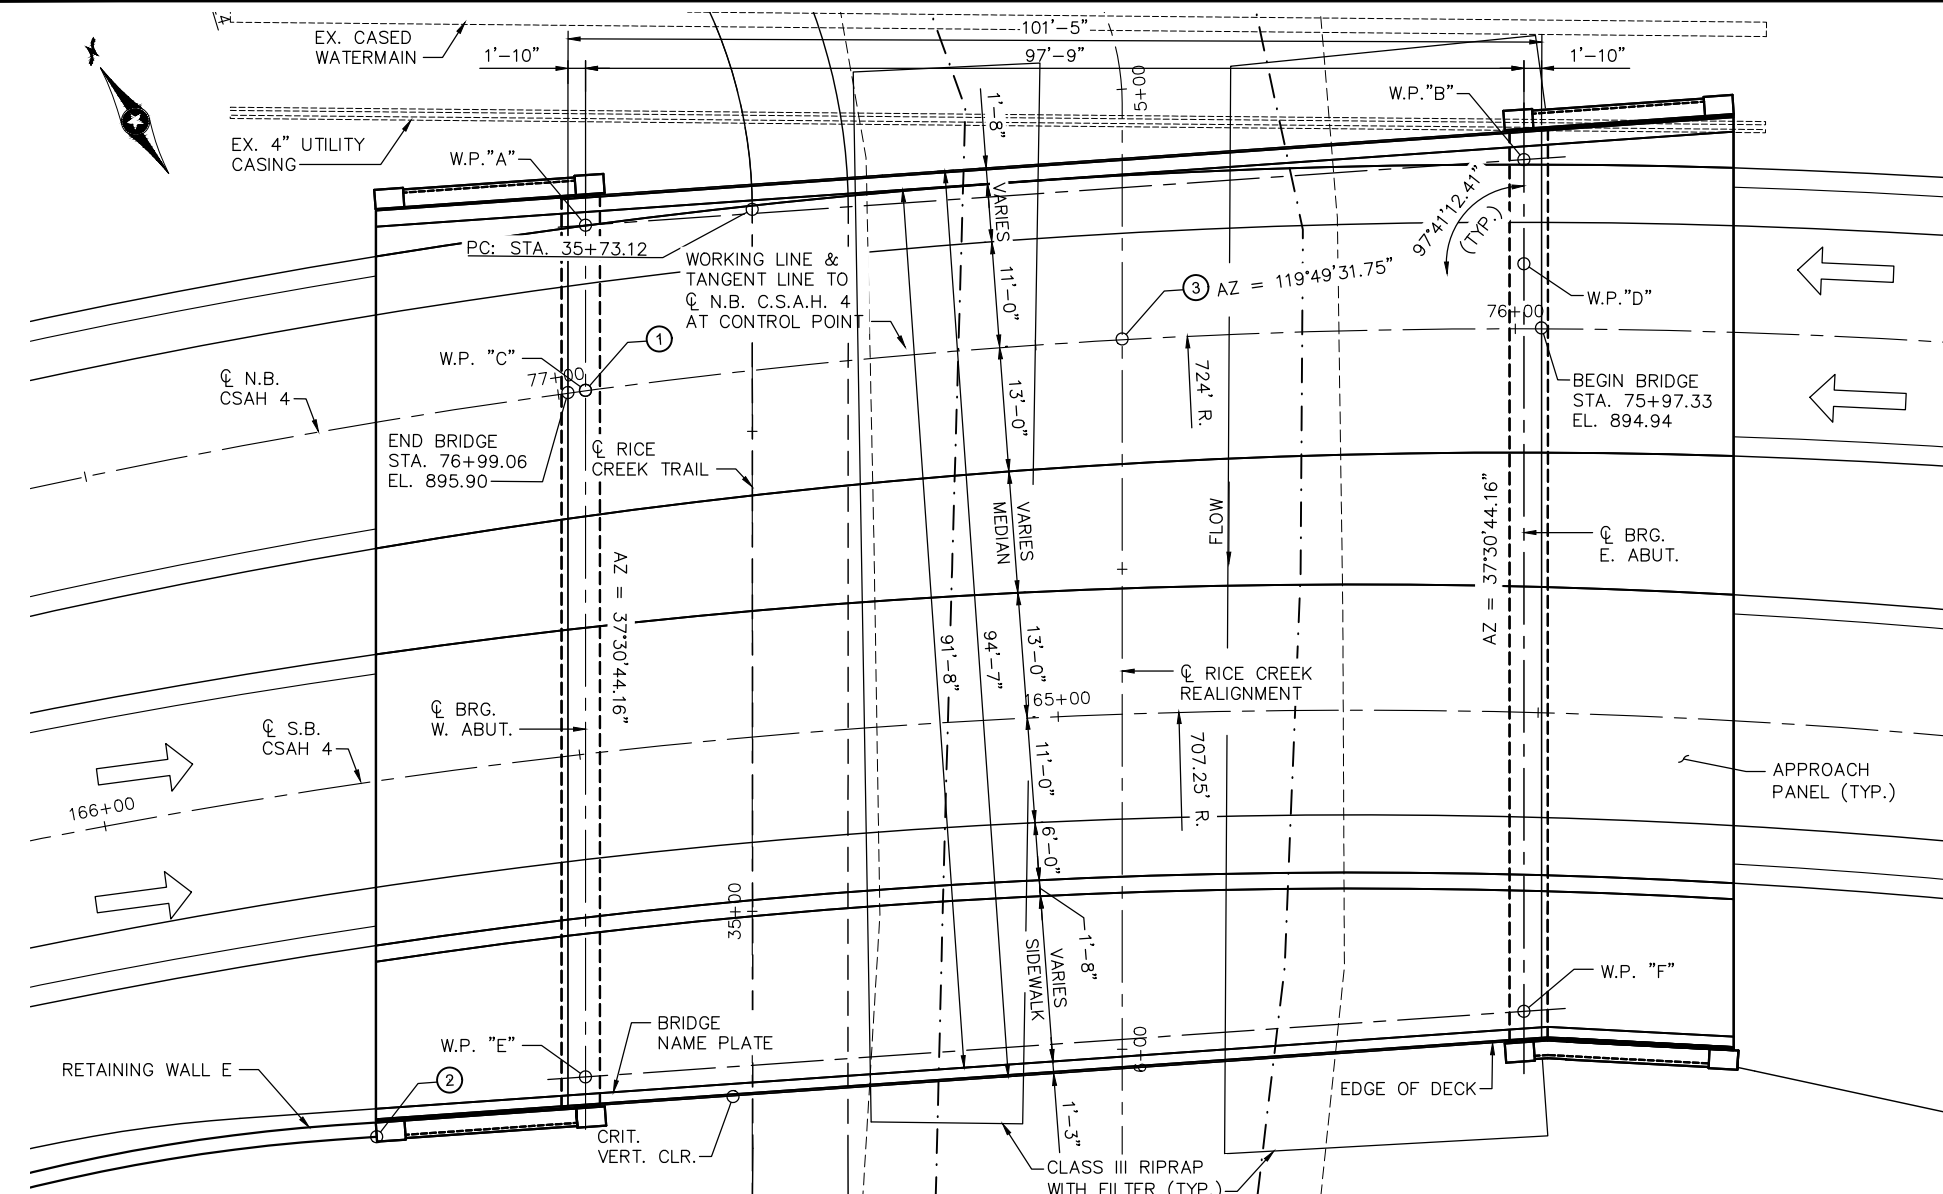 101'-5"
EX. CASED
WATERMAIN
1'-10"
97'-9"
1'-10"
5+00
W.P."B"
1'-8"
EX. 4" UTILITY
CASING
W.P."A"
VARIES
97°41'12.41"
(TYP.)
PC: STA. 35+73.12
WORKING LINE &
TANGENT LINE TO
℄ N.B. C.S.A.H. 4
AT CONTROL POINT
11'-0"
3
AZ = 119°49'31.75"
W.P."D"
76+00
1
W.P. "C"
77+00
℄ N.B.
CSAH 4
724' R.
13'-0"
BEGIN BRIDGE
STA. 75+97.33
EL. 894.94
END BRIDGE
STA. 76+99.06
EL. 895.90
℄ RICE
CREEK TRAIL
VARIES
MEDIAN
FLOW
AZ = 37°30'44.16"
℄ BRG.
E. ABUT.
AZ = 37°30'44.16"
91'-8"
94'-7"
13'-0"
℄ RICE CREEK
REALIGNMENT
165+00
℄ BRG.
W. ABUT.
℄ S.B.
CSAH 4
11'-0"
707.25' R.
APPROACH
PANEL (TYP.)
166+00
6'-0"
35+00
1'-8"
VARIES
SIDEWALK
W.P. "F"
BRIDGE
NAME PLATE
W.P. "E"
6+00
RETAINING WALL E
2
EDGE OF DECK
1'-3"
CRIT.
VERT. CLR.
CLASS III RIPRAP
WITH FILTER (TYP.)